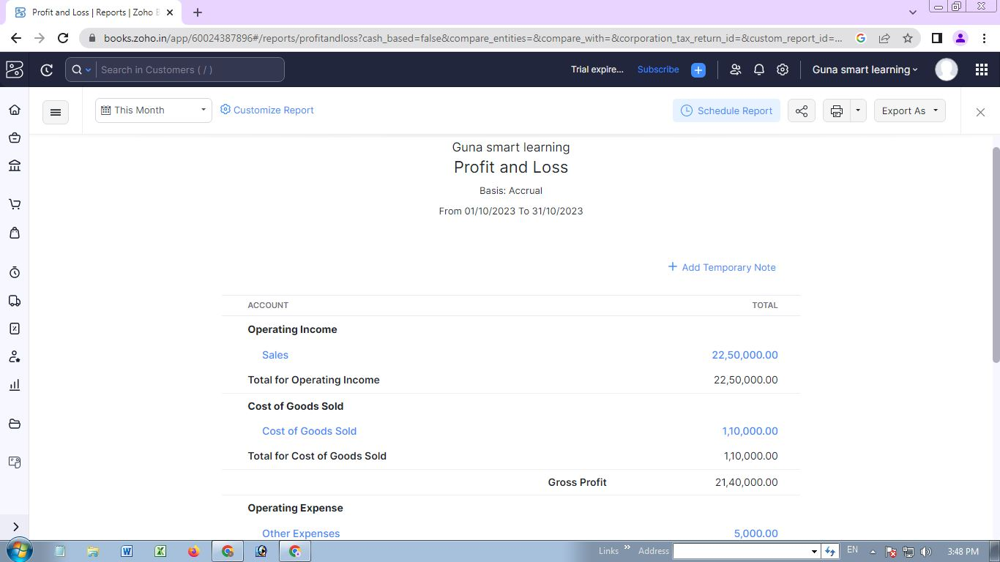 Profit and Loss | Reports | Zoho B
books.zoho.in/app/60024387896#/reports/profitandloss?cash_based=false&compare_entities=&compare_with=&corporation_tax_return_id=&custom_report_id=...
Search in Customers ( / )
Trial expire... Subscribe Guna smart learning
This Month Customize Report Schedule Report Export As
Guna smart learning
Profit and Loss
Basis: Accrual
From 01/10/2023 To 31/10/2023
+ Add Temporary Note
ACCOUNT TOTAL
Operating Income
Sales 22,50,000.00
Total for Operating Income 22,50,000.00
Cost of Goods Sold
Cost of Goods Sold 1,10,000.00
Total for Cost of Goods Sold 1,10,000.00
Gross Profit 21,40,000.00
Operating Expense
Other Expenses 5,000.00
Links » Address EN 3:48 PM